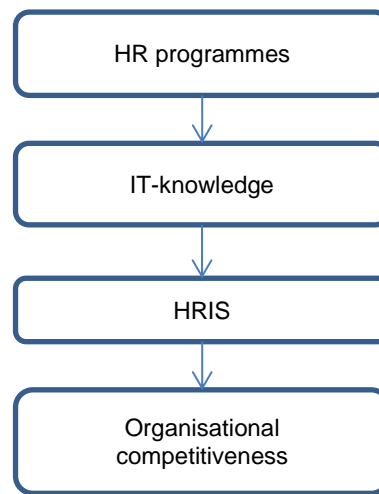 HR programmes
IT-knowledge
HRIS
Organisational
competitiveness